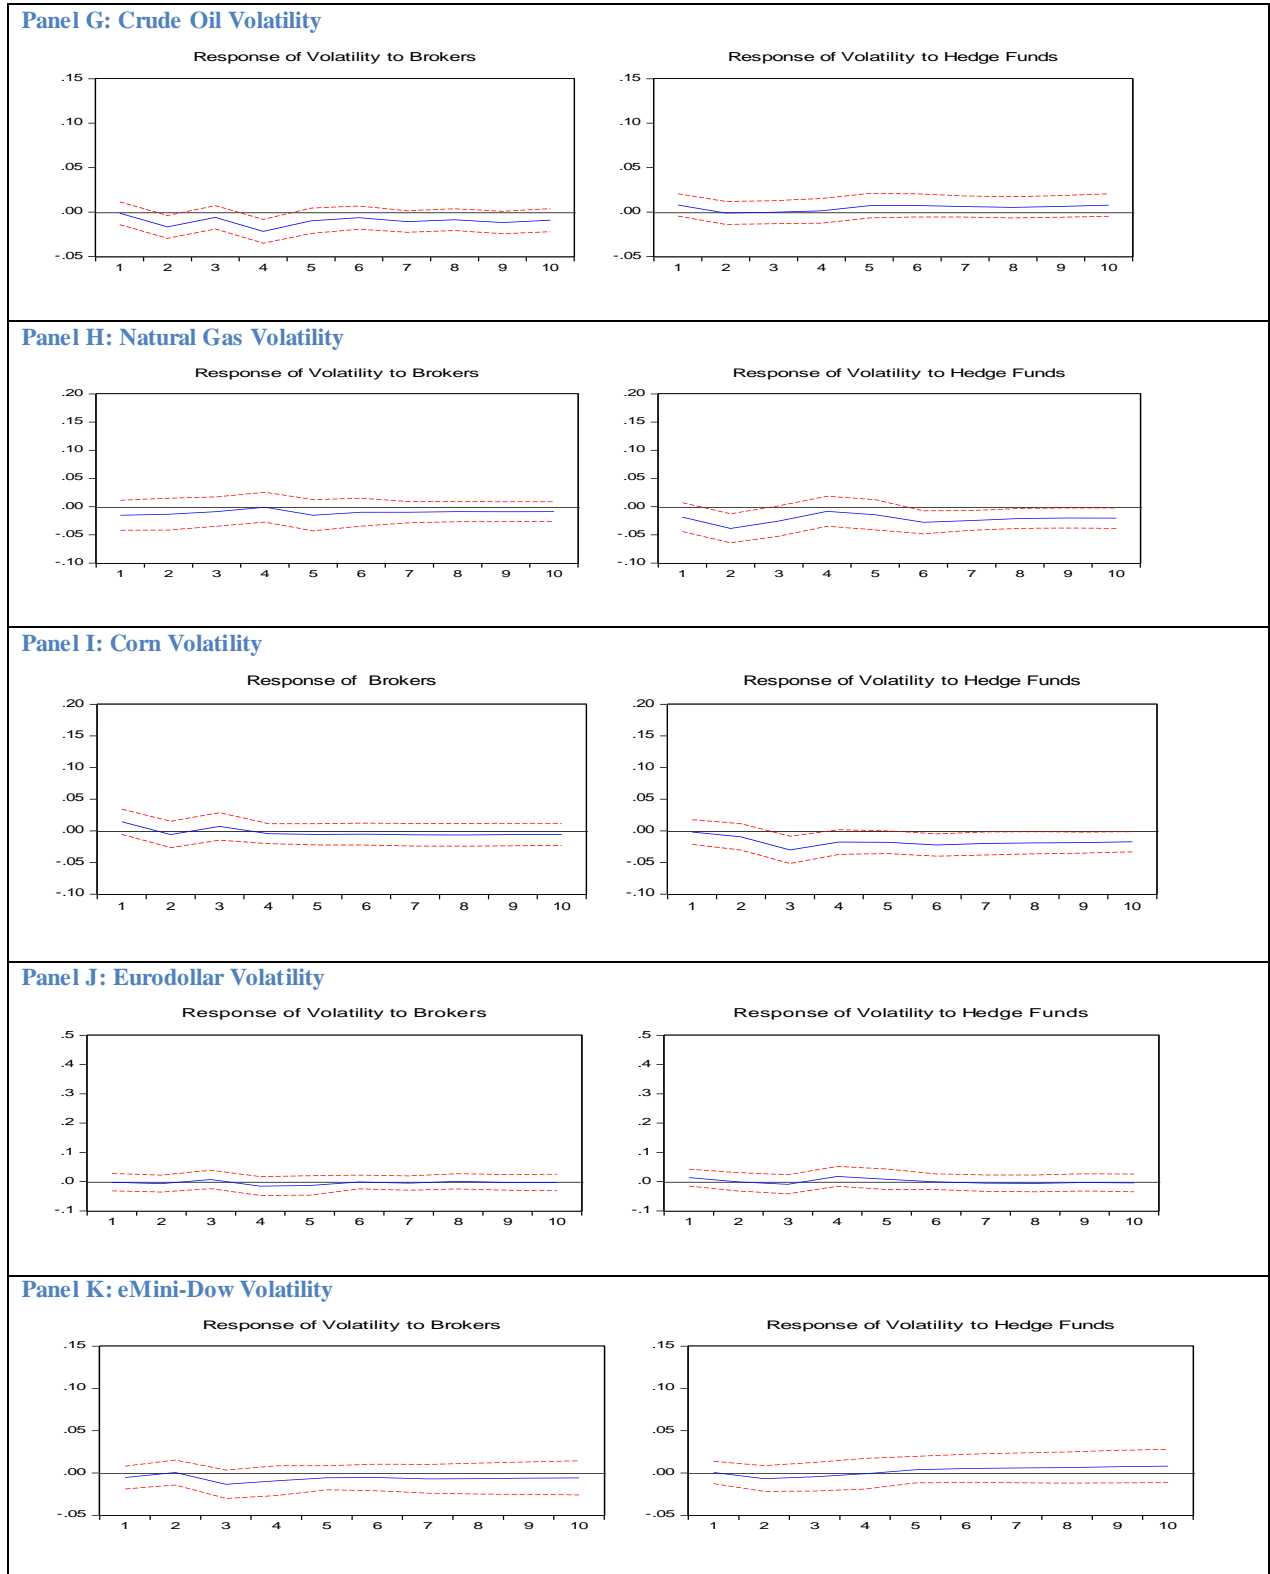 Panel G: Crude Oil Volatility
Response of Volatility to Brokers
.15
.10
.05
.00
-.05
1 2 3 4 5 6 7 8 9 10
Response of Volatility to Hedge Funds
.15
.10
.05
.00
-.05
1 2 3 4 5 6 7 8 9 10
Panel H: Natural Gas Volatility
Response of Volatility to Brokers
.20
.15
.10
.05
.00
-.05
-.10
1 2 3 4 5 6 7 8 9 10
Response of Volatility to Hedge Funds
.20
.15
.10
.05
.00
-.05
-.10
1 2 3 4 5 6 7 8 9 10
Panel I: Corn Volatility
Response of Brokers
.20
.15
.10
.05
.00
-.05
-.10
1 2 3 4 5 6 7 8 9 10
Response of Volatility to Hedge Funds
.20
.15
.10
.05
.00
-.05
-.10
1 2 3 4 5 6 7 8 9 10
Panel J: Eurodollar Volatility
Response of Volatility to Brokers
.5
.4
.3
.2
.1
.0
-.1
1 2 3 4 5 6 7 8 9 10
Response of Volatility to Hedge Funds
.5
.4
.3
.2
.1
.0
-.1
1 2 3 4 5 6 7 8 9 10
Panel K: eMini-Dow Volatility
Response of Volatility to Brokers
.15
.10
.05
.00
-.05
1 2 3 4 5 6 7 8 9 10
Response of Volatility to Hedge Funds
.15
.10
.05
.00
-.05
1 2 3 4 5 6 7 8 9 10